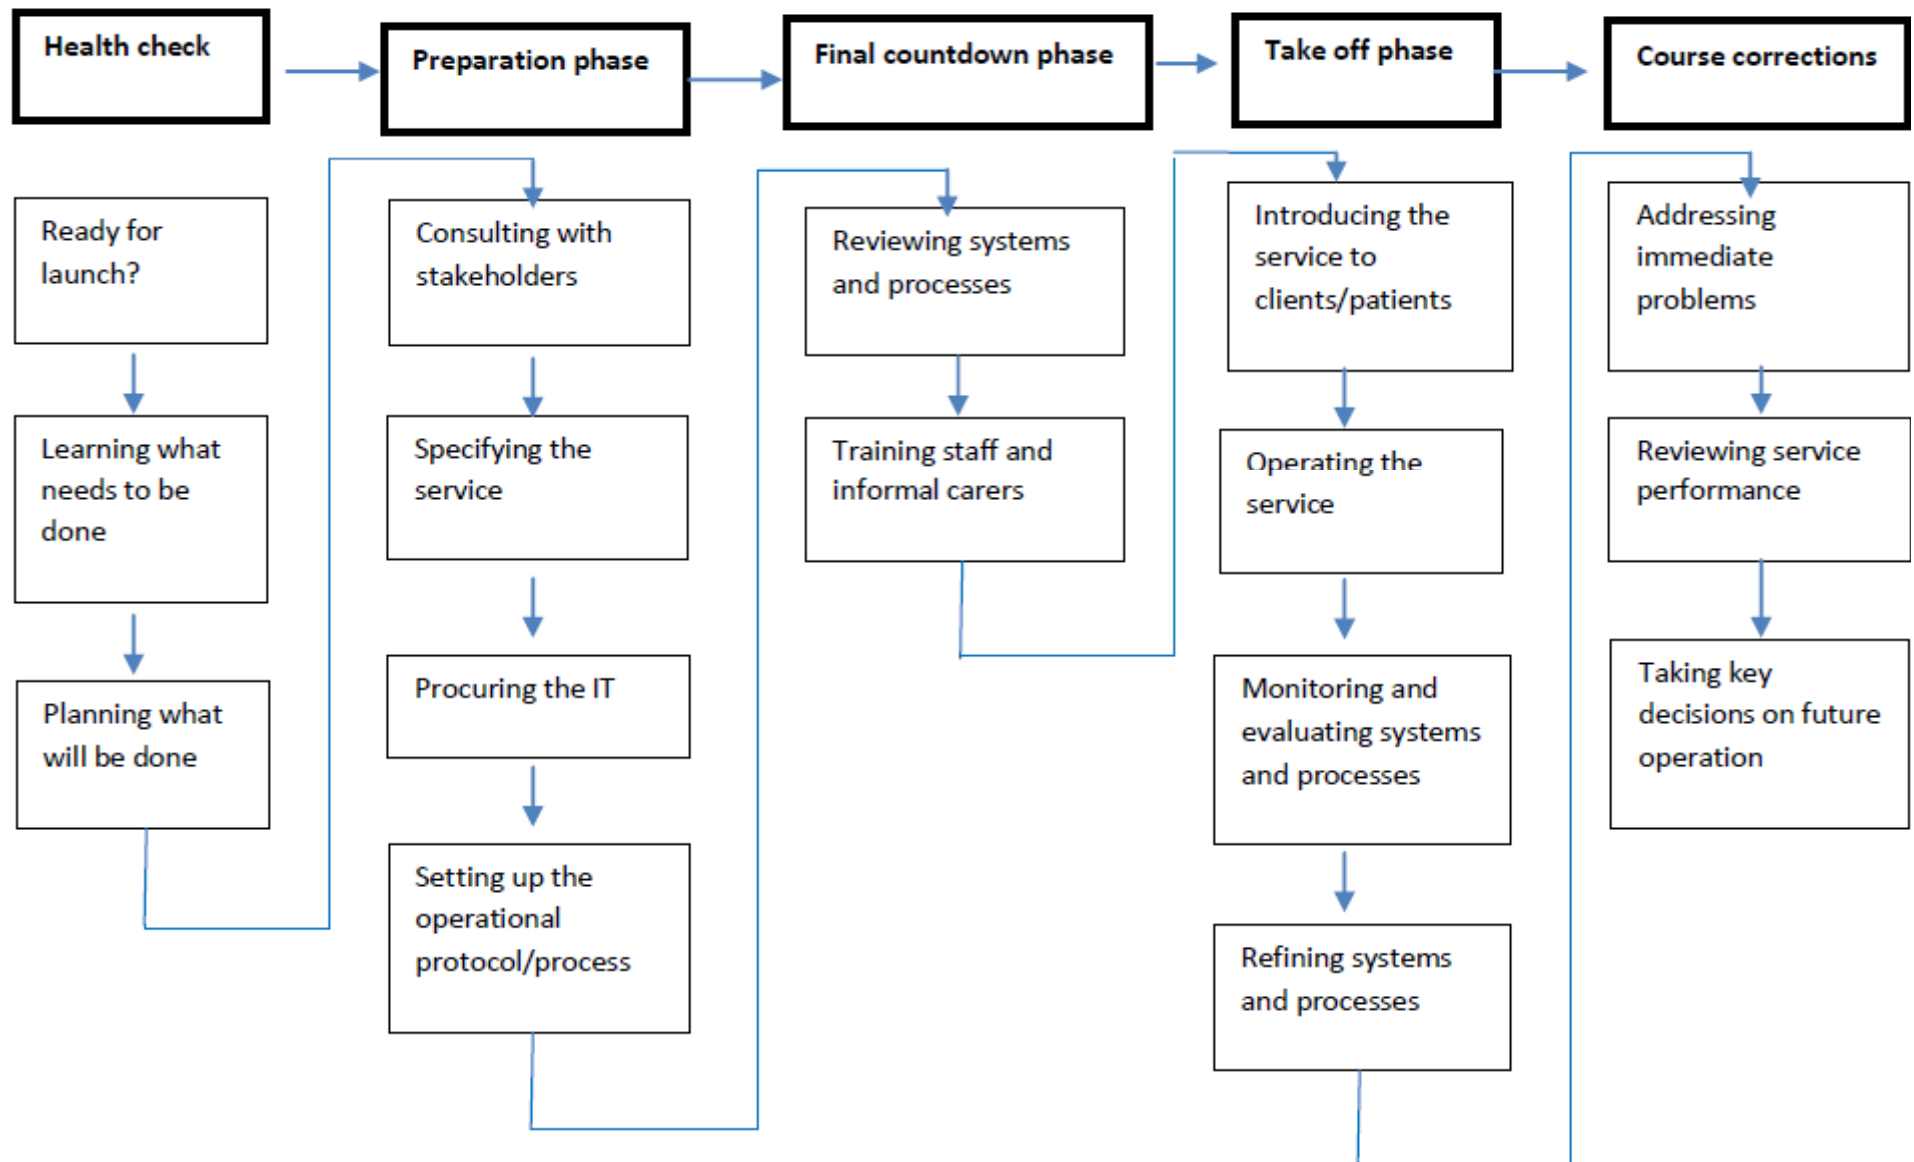 Health check
Preparation phase
Final countdown phase
Take off phase
Course corrections
Ready for
launch?
Learning what
needs to be
done
Planning what
will be done
Consulting with
stakeholders
Specifying the
service
Procuring the IT
Setting up the
operational
protocol/process
Reviewing systems
and processes
Training staff and
informal carers
Introducing the
service to
clients/patients
Operating the
service
Monitoring and
evaluating systems
and processes
Refining systems
and processes
Addressing
immediate
problems
Reviewing service
performance
Taking key
decisions on future
operation